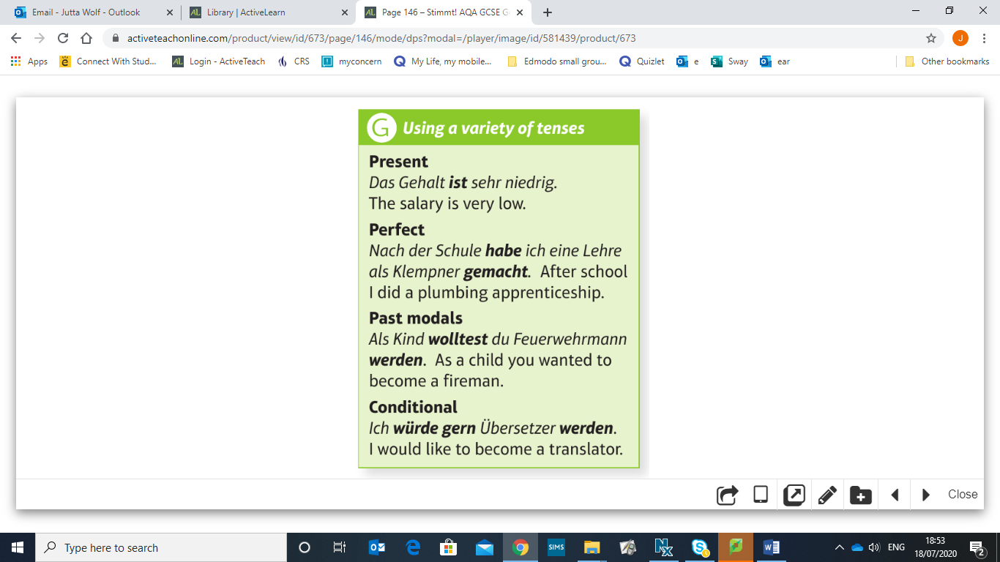 Email - Jutta Wolf - Outlook
Library | ActiveLearn
Page 146 – Stimmt! AQA GCSE G
activeteachonline.com/product/view/id/673/page/146/mode/dps?modal=/player/image/id/581439/product/673
J
Apps Connect With Stud... Login - ActiveTeach CRS myconcern My Life, my mobile... Edmodo small grou... Quizlet e Sway ear Other bookmarks
G Using a variety of tenses
Present
Das Gehalt ist sehr niedrig.
The salary is very low.
Perfect
Nach der Schule habe ich eine Lehre
als Klempner gemacht. After school
I did a plumbing apprenticeship.
Past modals
Als Kind wolltest du Feuerwehrmann
werden. As a child you wanted to
become a fireman.
Conditional
Ich würde gern Übersetzer werden.
I would like to become a translator.
Close
Type here to search
SIMS
ENG
18:53
18/07/2020
2